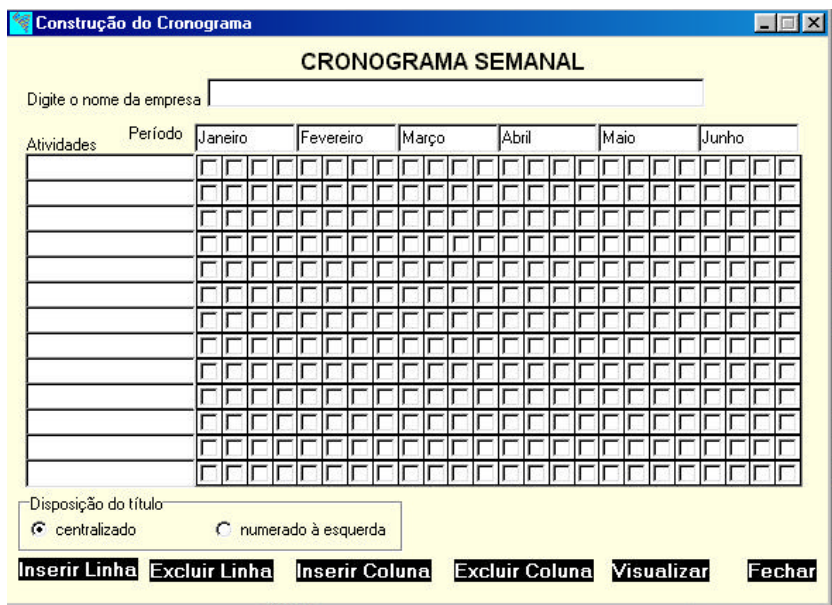 Construção do Cronograma
CRONOGRAMA SEMANAL
Digite o nome da empresa
Período Janeiro Fevereiro Março Abril Maio Junho
Atividades
Disposição do título
centralizado numerado à esquerda
Inserir Linha Excluir Linha Inserir Coluna Excluir Coluna Visualizar Fechar